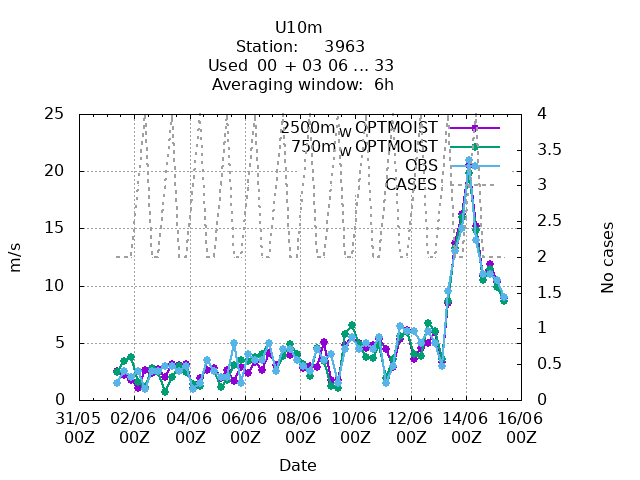 U10m
Station: 3963
Used 00 + 03 06 ... 33
Averaging window: 6h
2500m_W OPTMOIST
750m_W OPTMOIST
OBS
CASES
25
20
15
10
5
0
m/s
4
3.5
3
2.5
2
1.5
1
0.5
0
No cases
31/05 02/06 04/06 06/06 08/06 10/06 12/06 14/06 16/06
00Z 00Z 00Z 00Z 00Z 00Z 00Z 00Z 00Z
Date